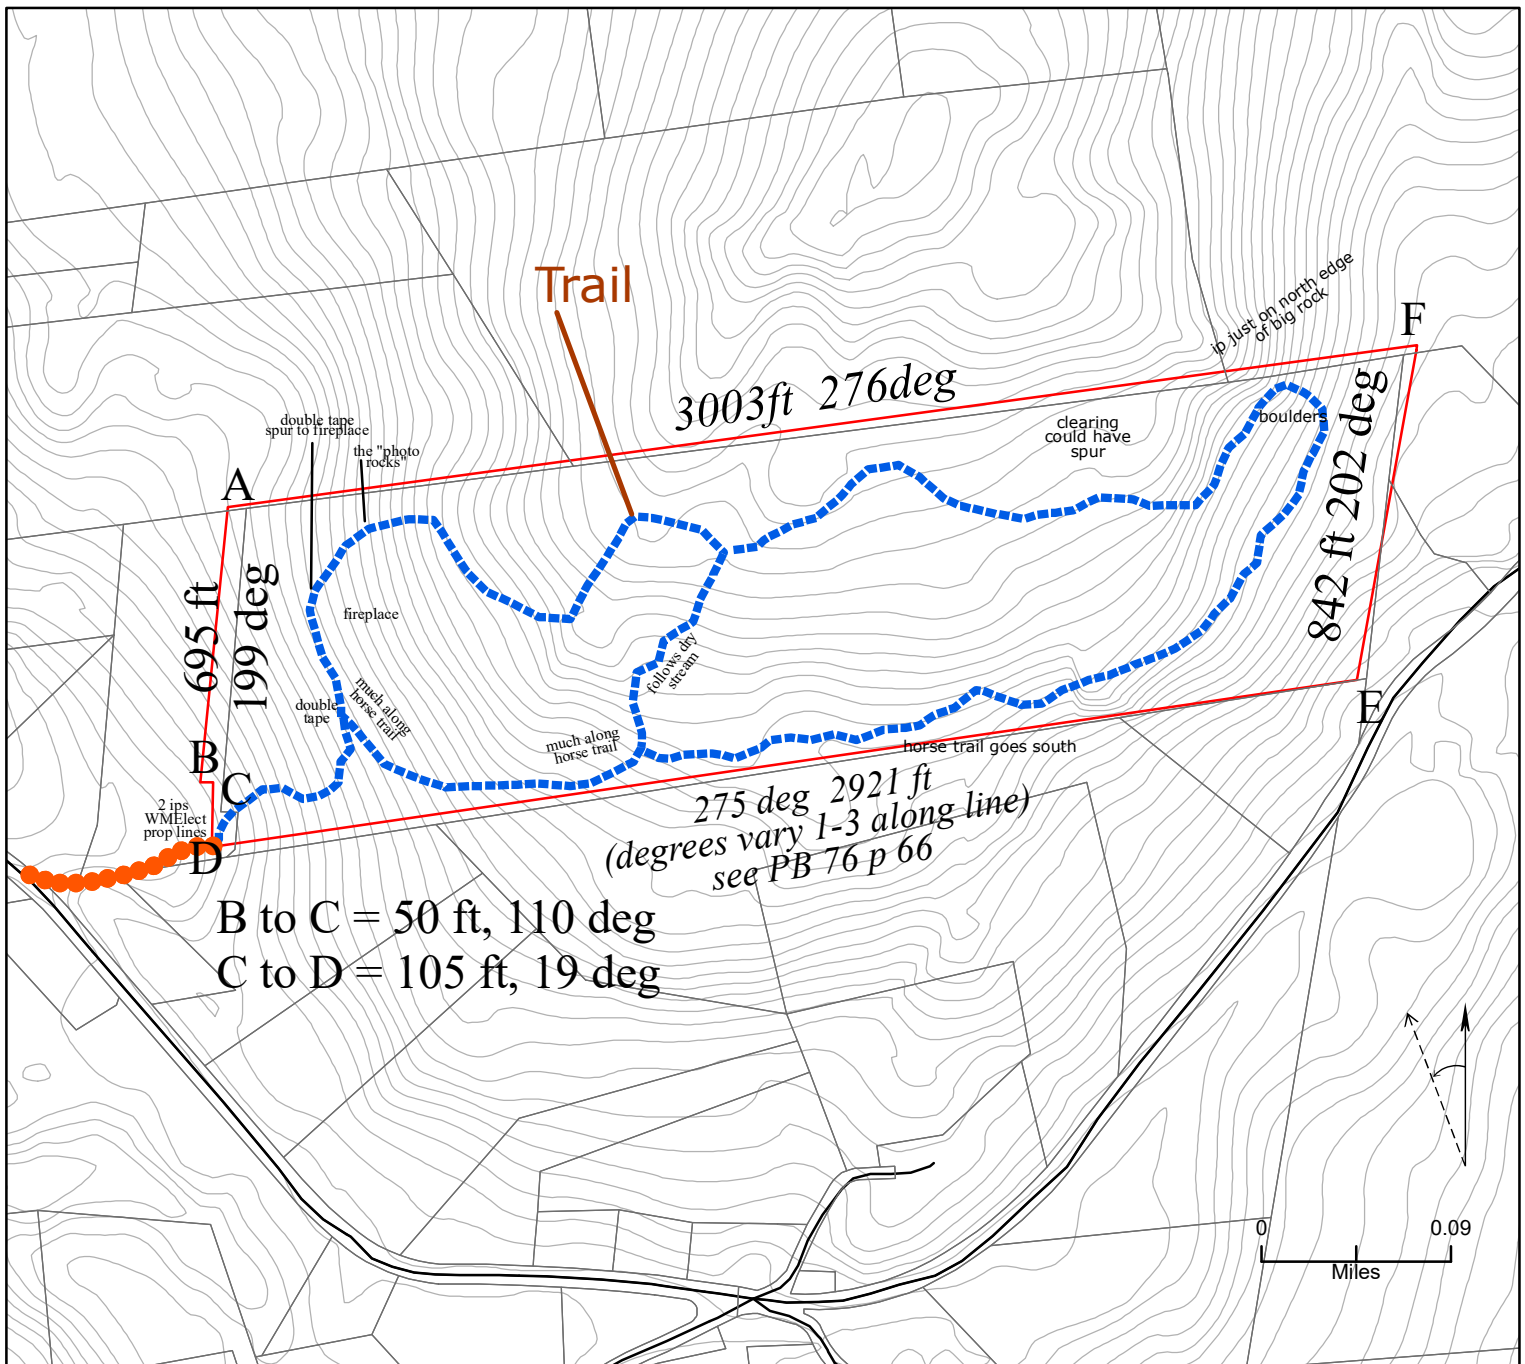 Trail
ip just on north edge
of big rock
F
3003ft 276deg
double tape
spur to fireplace
the "photo
rocks"
clearing
could have
spur
boulders
A
842 ft 202 deg
695 ft
199 deg
fireplace
follows dry
stream
much along
horse trail
double
tape
much along
horse trail
E
horse trail goes south
B
C
2 ips
WMElect
prop lines
D
275 deg 2921 ft
(degrees vary 1-3 along line)
see PB 76 p 66
B to C = 50 ft, 110 deg
C to D = 105 ft, 19 deg
0 0.09
Miles